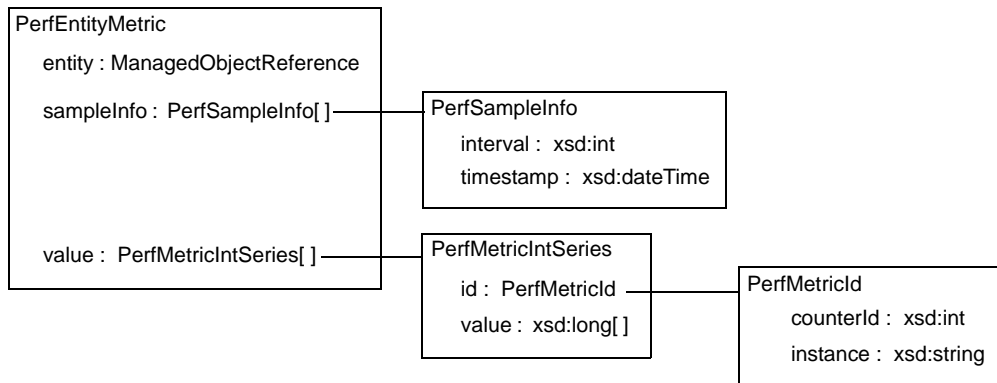 PerfEntityMetric
entity : ManagedObjectReference
sampleInfo : PerfSampleInfo[ ]
PerfSampleInfo
interval : xsd:int
timestamp : xsd:dateTime
value : PerfMetricIntSeries[ ]
PerfMetricIntSeries
id : PerfMetricId
value : xsd:long[ ]
PerfMetricId
counterId : xsd:int
instance : xsd:string